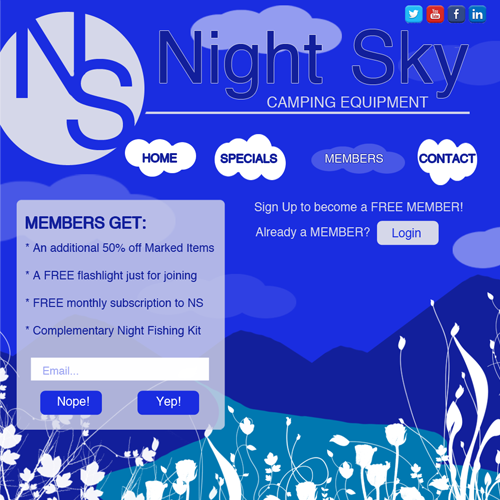 NS
Night Sky
CAMPING EQUIPMENT
HOME
SPECIALS
MEMBERS
CONTACT
Sign Up to become a FREE MEMBER!
Already a MEMBER? Login
MEMBERS GET:
* An additional 50% off Marked Items
* A FREE flashlight just for joining
* FREE monthly subscription to NS
* Complementary Night Fishing Kit
Email...
Nope! Yep!